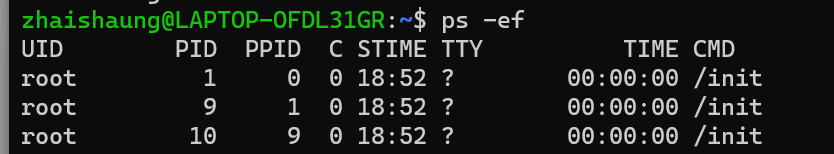 zhaishaung@LAPTOP-OFDL31GR:~$ ps -ef
UID          PID    PPID  C STIME TTY          TIME CMD
root           1       0  0 18:52 ?        00:00:00 /init
root           9       1  0 18:52 ?        00:00:00 /init
root          10       9  0 18:52 ?        00:00:00 /init